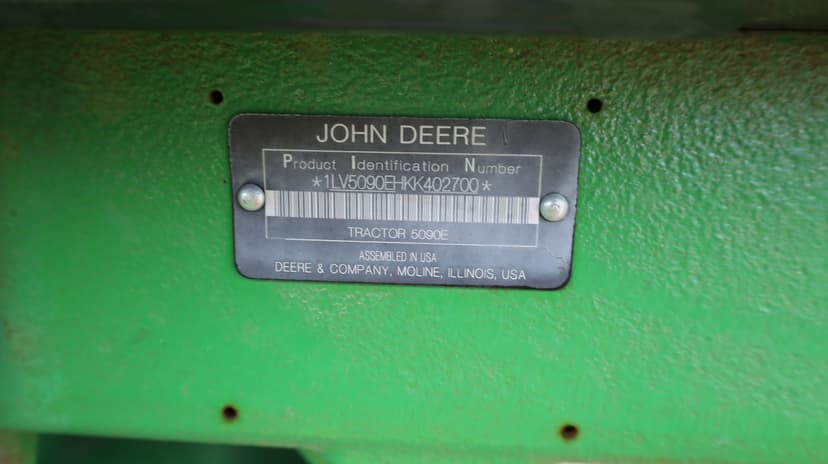 JOHN DEERE
Product Identification Number
*1LV5090EHKK402700*
TRACTOR 5090E
ASSEMBLED IN USA
DEERE & COMPANY, MOLINE, ILLINOIS, USA